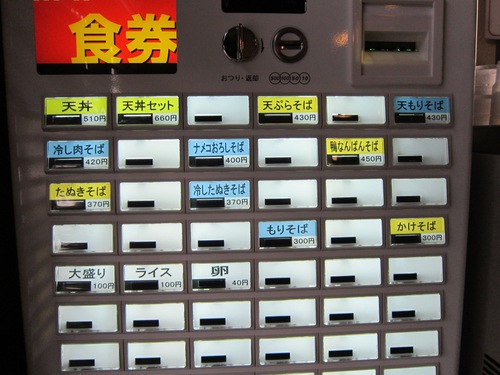 食券
おつり・返却
500 100 50 10
天丼 510円
天丼セット 660円
天ぷらそば 430円
天もりそば 430円
冷し肉そば 420円
ナメコおろしそば 400円
鴨なんばんそば 450円
たぬきそば 370円
冷したぬきそば 370円
もりそば 300円
かけそば 300円
大盛り 100円
ライス 100円
卵 40円